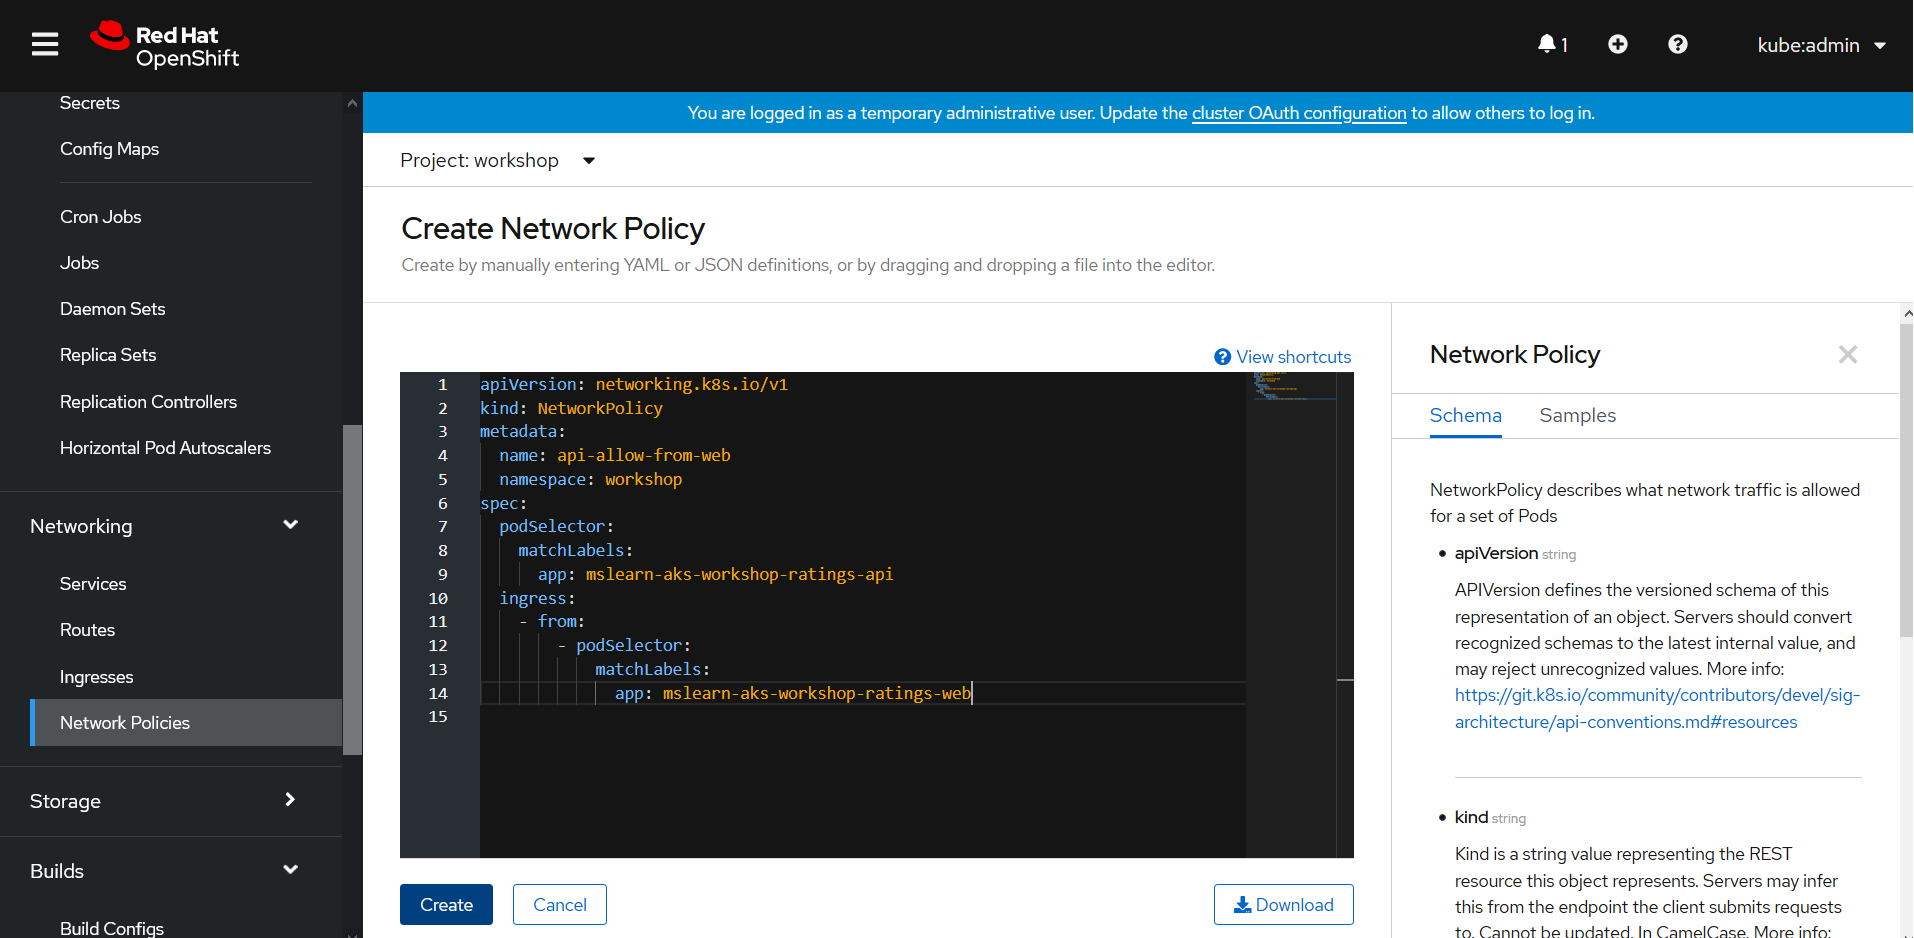 Red Hat
OpenShift
1
kube:admin
Secrets
Config Maps
Cron Jobs
Jobs
Daemon Sets
Replica Sets
Replication Controllers
Horizontal Pod Autoscalers
Networking
Services
Routes
Ingresses
Network Policies
Storage
Builds
Build Configs
You are logged in as a temporary administrative user. Update the cluster OAuth configuration to allow others to log in.
Project: workshop
Create Network Policy
Create by manually entering YAML or JSON definitions, or by dragging and dropping a file into the editor.
View shortcuts
1 apiVersion: networking.k8s.io/v1
2 kind: NetworkPolicy
3 metadata:
4 name: api-allow-from-web
5 namespace: workshop
6 spec:
7 podSelector:
8 matchLabels:
9 app: mslearn-aks-workshop-ratings-api
10 ingress:
11 - from:
12 - podSelector:
13 matchLabels:
14 app: mslearn-aks-workshop-ratings-web
15
Create
Cancel
Download
Network Policy
Schema
Samples
NetworkPolicy describes what network traffic is allowed
for a set of Pods
• apiVersion string
APIVersion defines the versioned schema of this
representation of an object. Servers should convert
recognized schemas to the latest internal value, and
may reject unrecognized values. More info:
https://git.k8s.io/community/contributors/devel/sig-
architecture/api-conventions.md#resources
• kind string
Kind is a string value representing the REST
resource this object represents. Servers may infer
this from the endpoint the client submits requests
to. Cannot be updated. In CamelCase. More info: